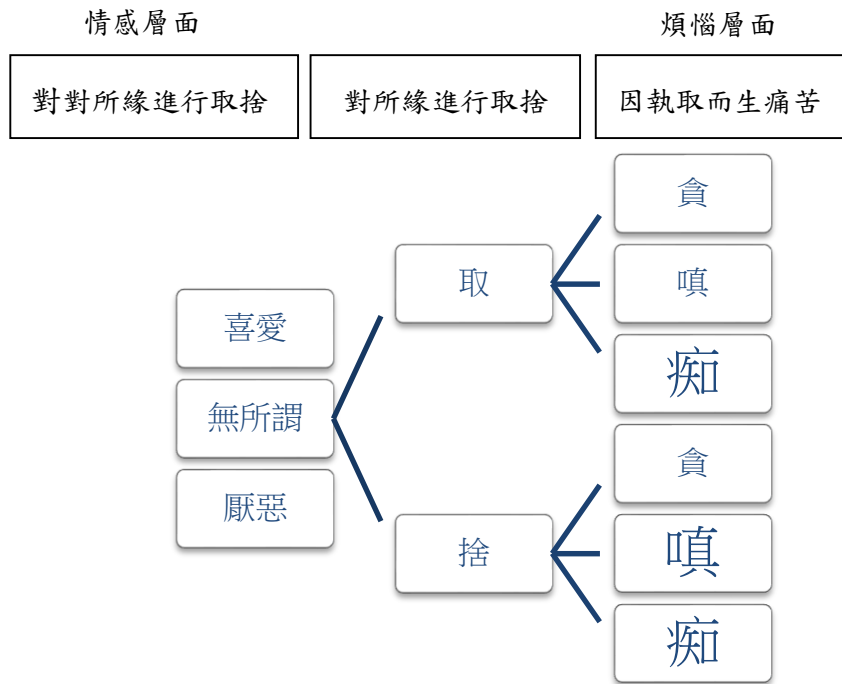 情感層面
煩惱層面
對對所緣進行取捨
對所緣進行取捨
因執取而生痛苦
喜愛
無所謂
厭惡
取
捨
貪
嗔
痴
貪
嗔
痴